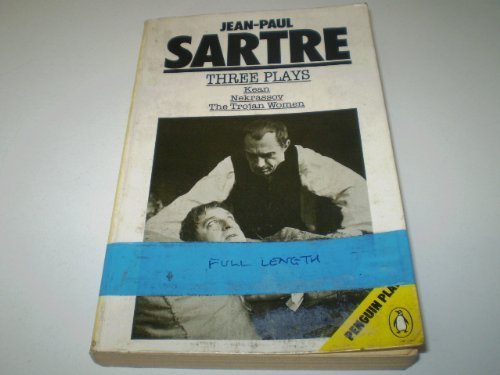 JEAN-PAUL
SARTRE
THREE PLAYS
Kean
Nekrassov
The Trojan Women
FULL LENGTH
PENGUIN PLAYS